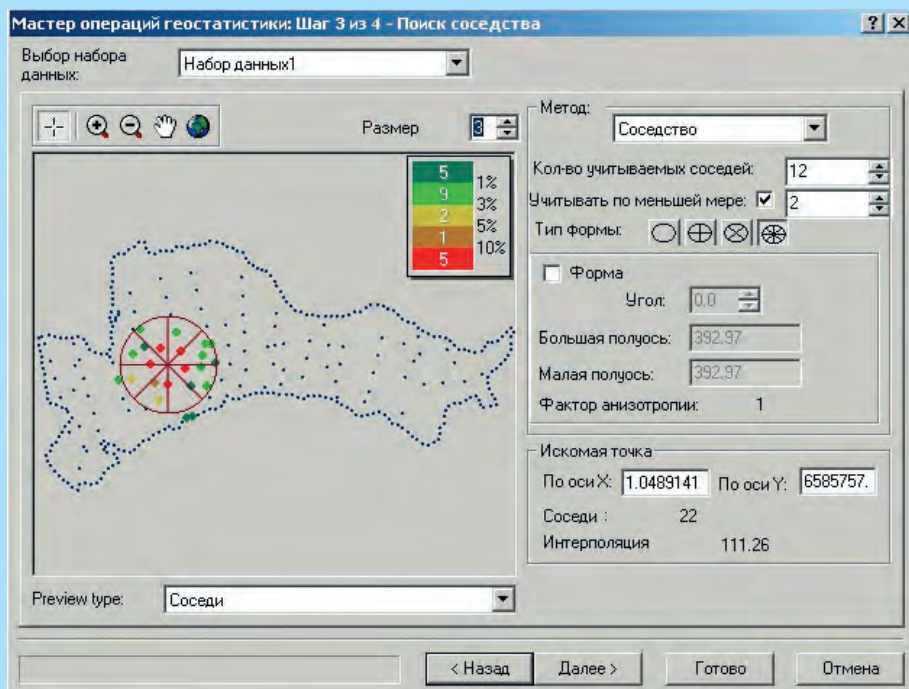 Мастер операций геостатистики: Шаг 3 из 4 - Поиск соседства
Выбор набора
данных:
Набор данных1
Размер
3
5
9
2
1
5
1%
3%
5%
10%
Метод:
Соседство
Кол-во учитываемых соседей:
12
Учитывать по меньшей мере:
2
Тип формы:
Форма
Угол:
0.0
Большая полуось:
392.97
Малая полуось:
392.97
Фактор анизотропии:
1
Искомая точка
По оси X:
1.0489141
По оси Y:
6585757.
Соседи :
22
Интерполяция
111.26
Preview type:
Соседи
< Назад
Далее >
Готово
Отмена